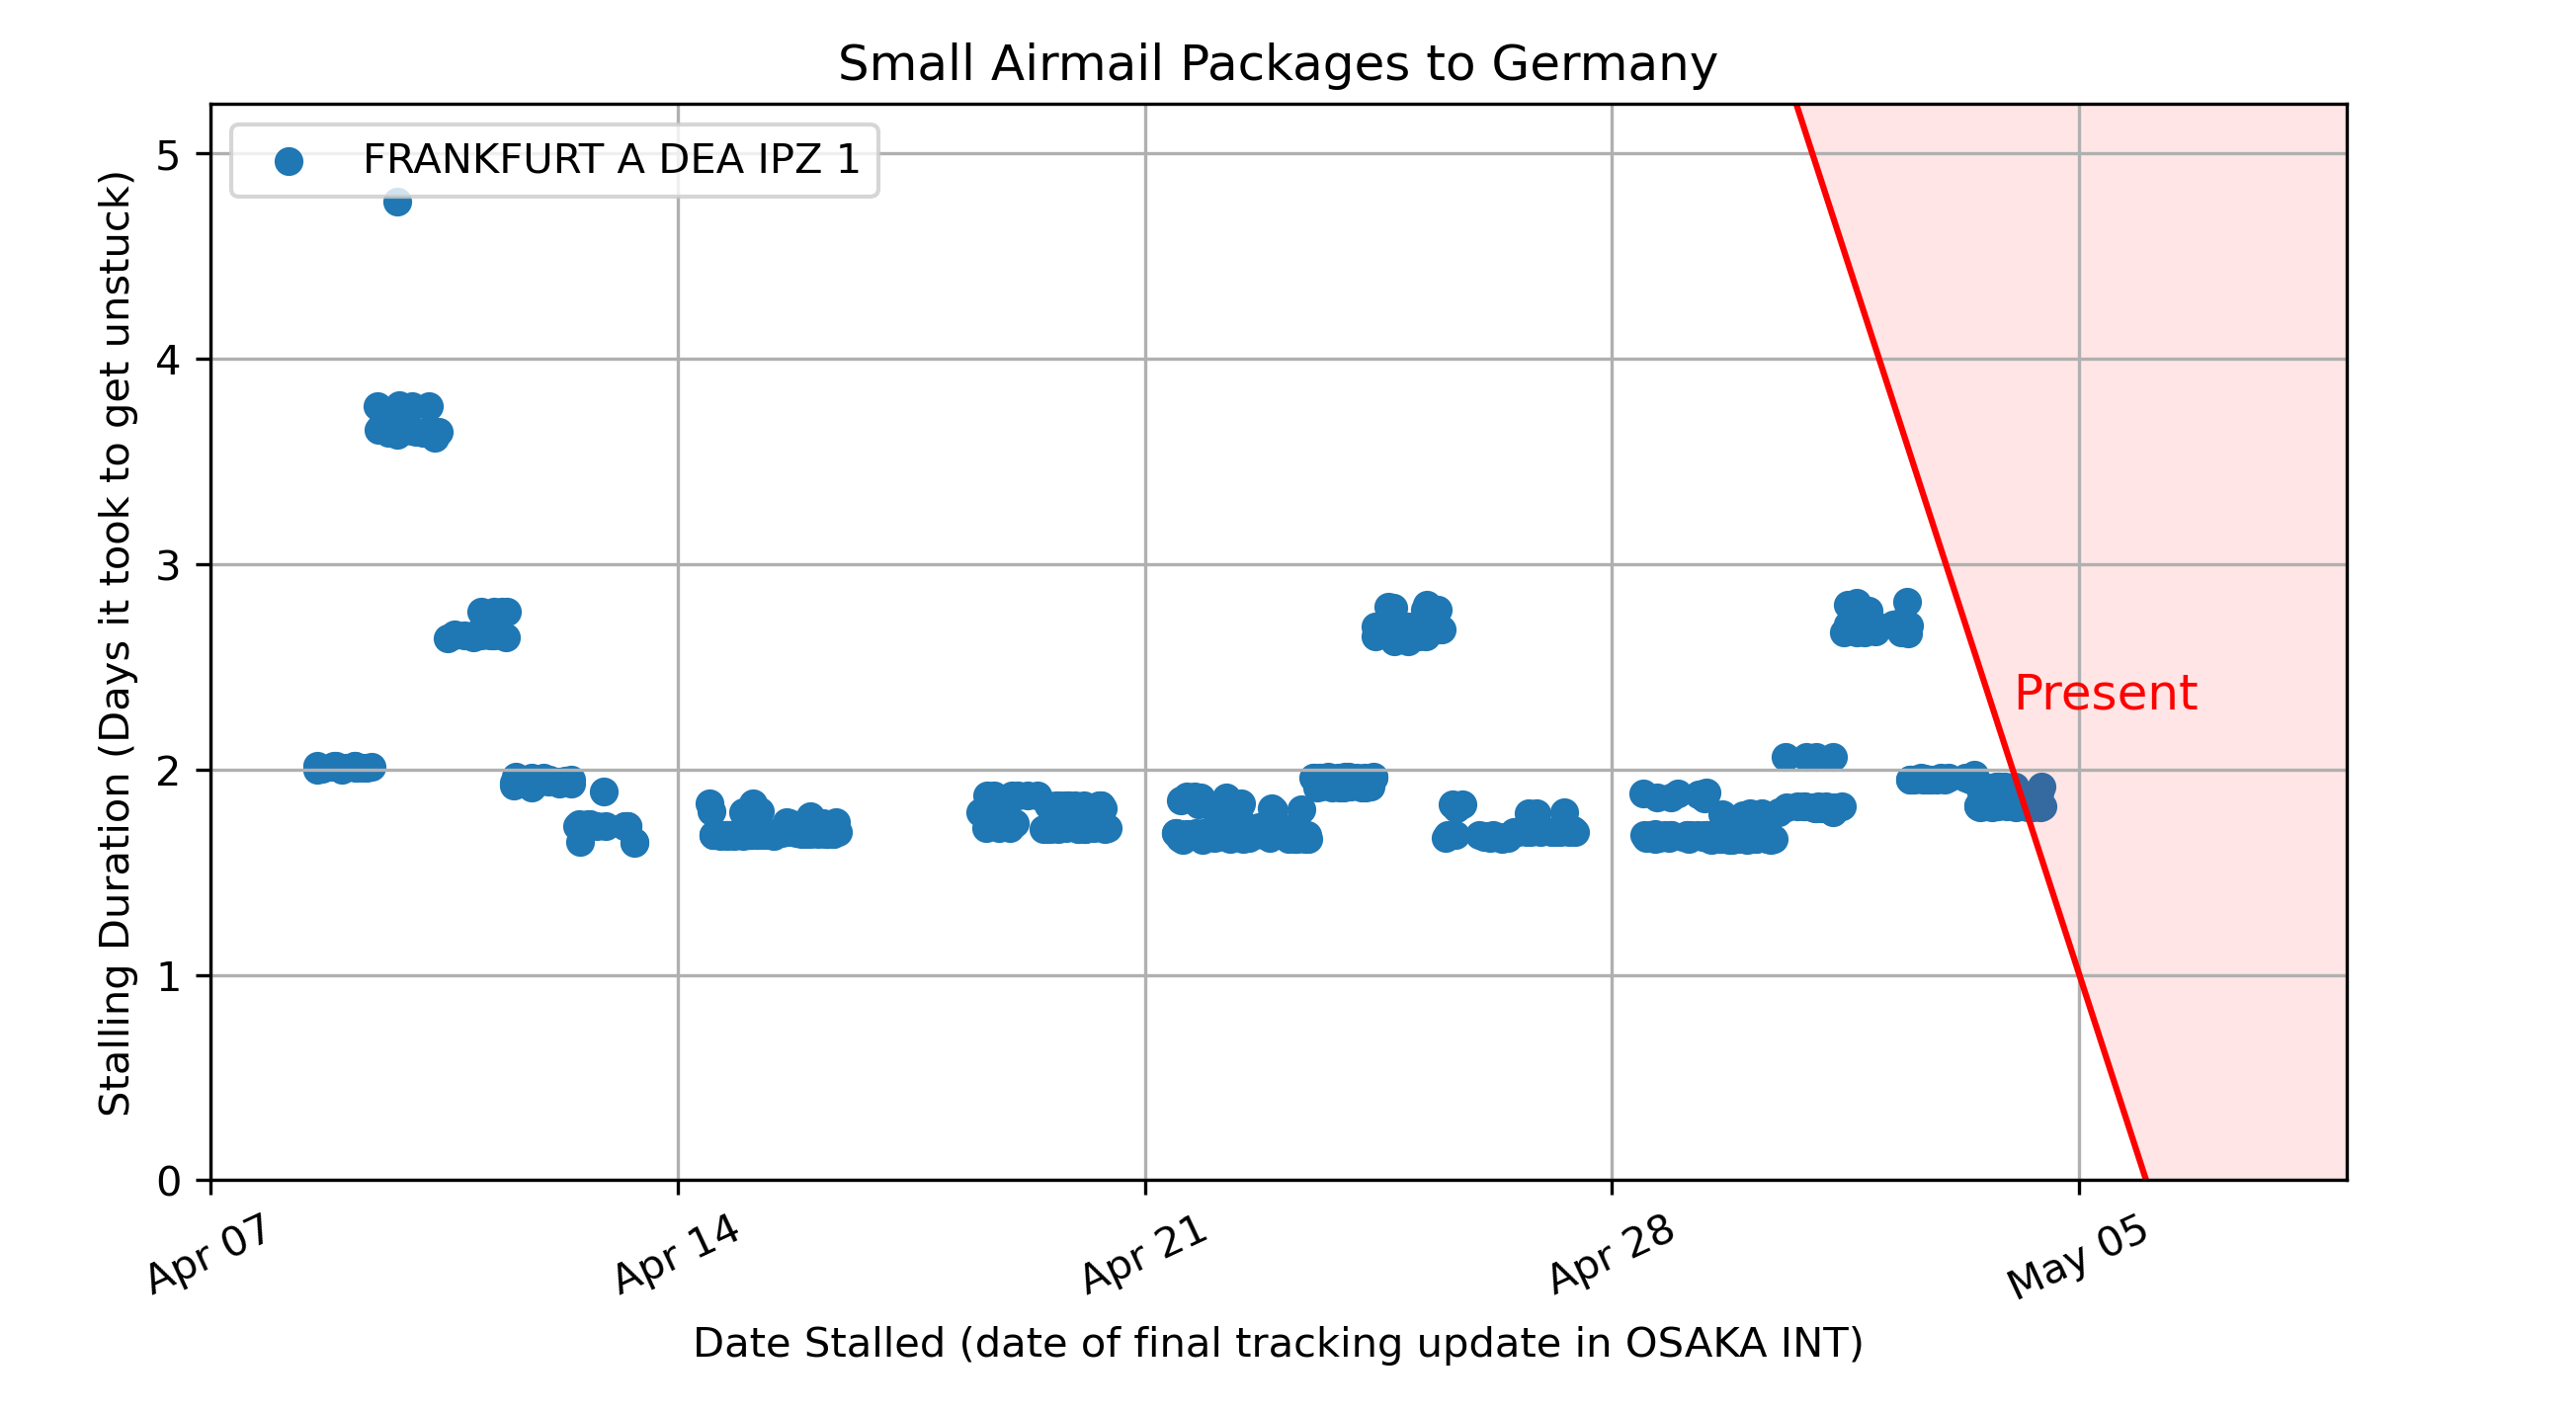 Small Airmail Packages to Germany
FRANKFURT A DEA IPZ 1
Stalling Duration (Days it took to get unstuck)
5
4
3
2
1
0
Present
Apr 07
Apr 14
Apr 21
Apr 28
May 05
Date Stalled (date of final tracking update in OSAKA INT)